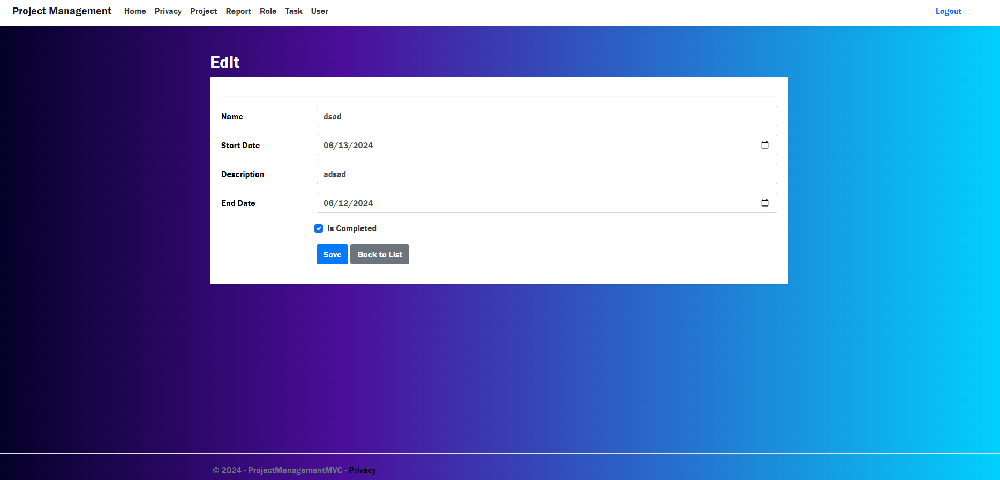 Project Management Home Privacy Project Report Role Task User Logout
Edit
Name dsad
Start Date 06/13/2024
Description adsad
End Date 06/12/2024
Is Completed
Save Back to List
© 2024 - ProjectManagementMVC - Privacy